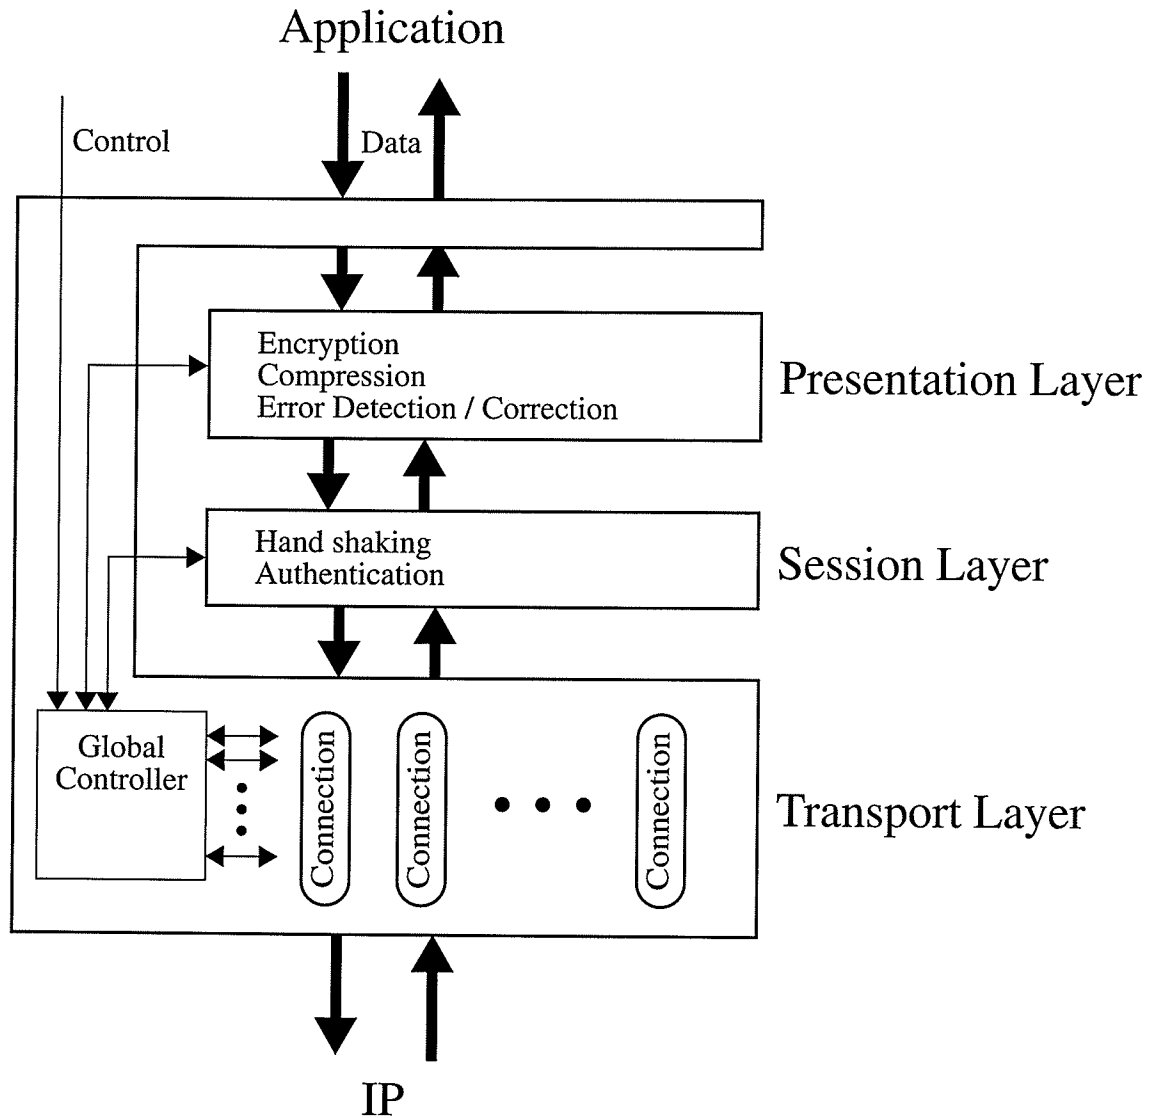 Application
Control
Data
Encryption
Compression
Error Detection / Correction
Presentation Layer
Hand shaking
Authentication
Session Layer
Global
Controller
Connection
Connection
Connection
Transport Layer
IP